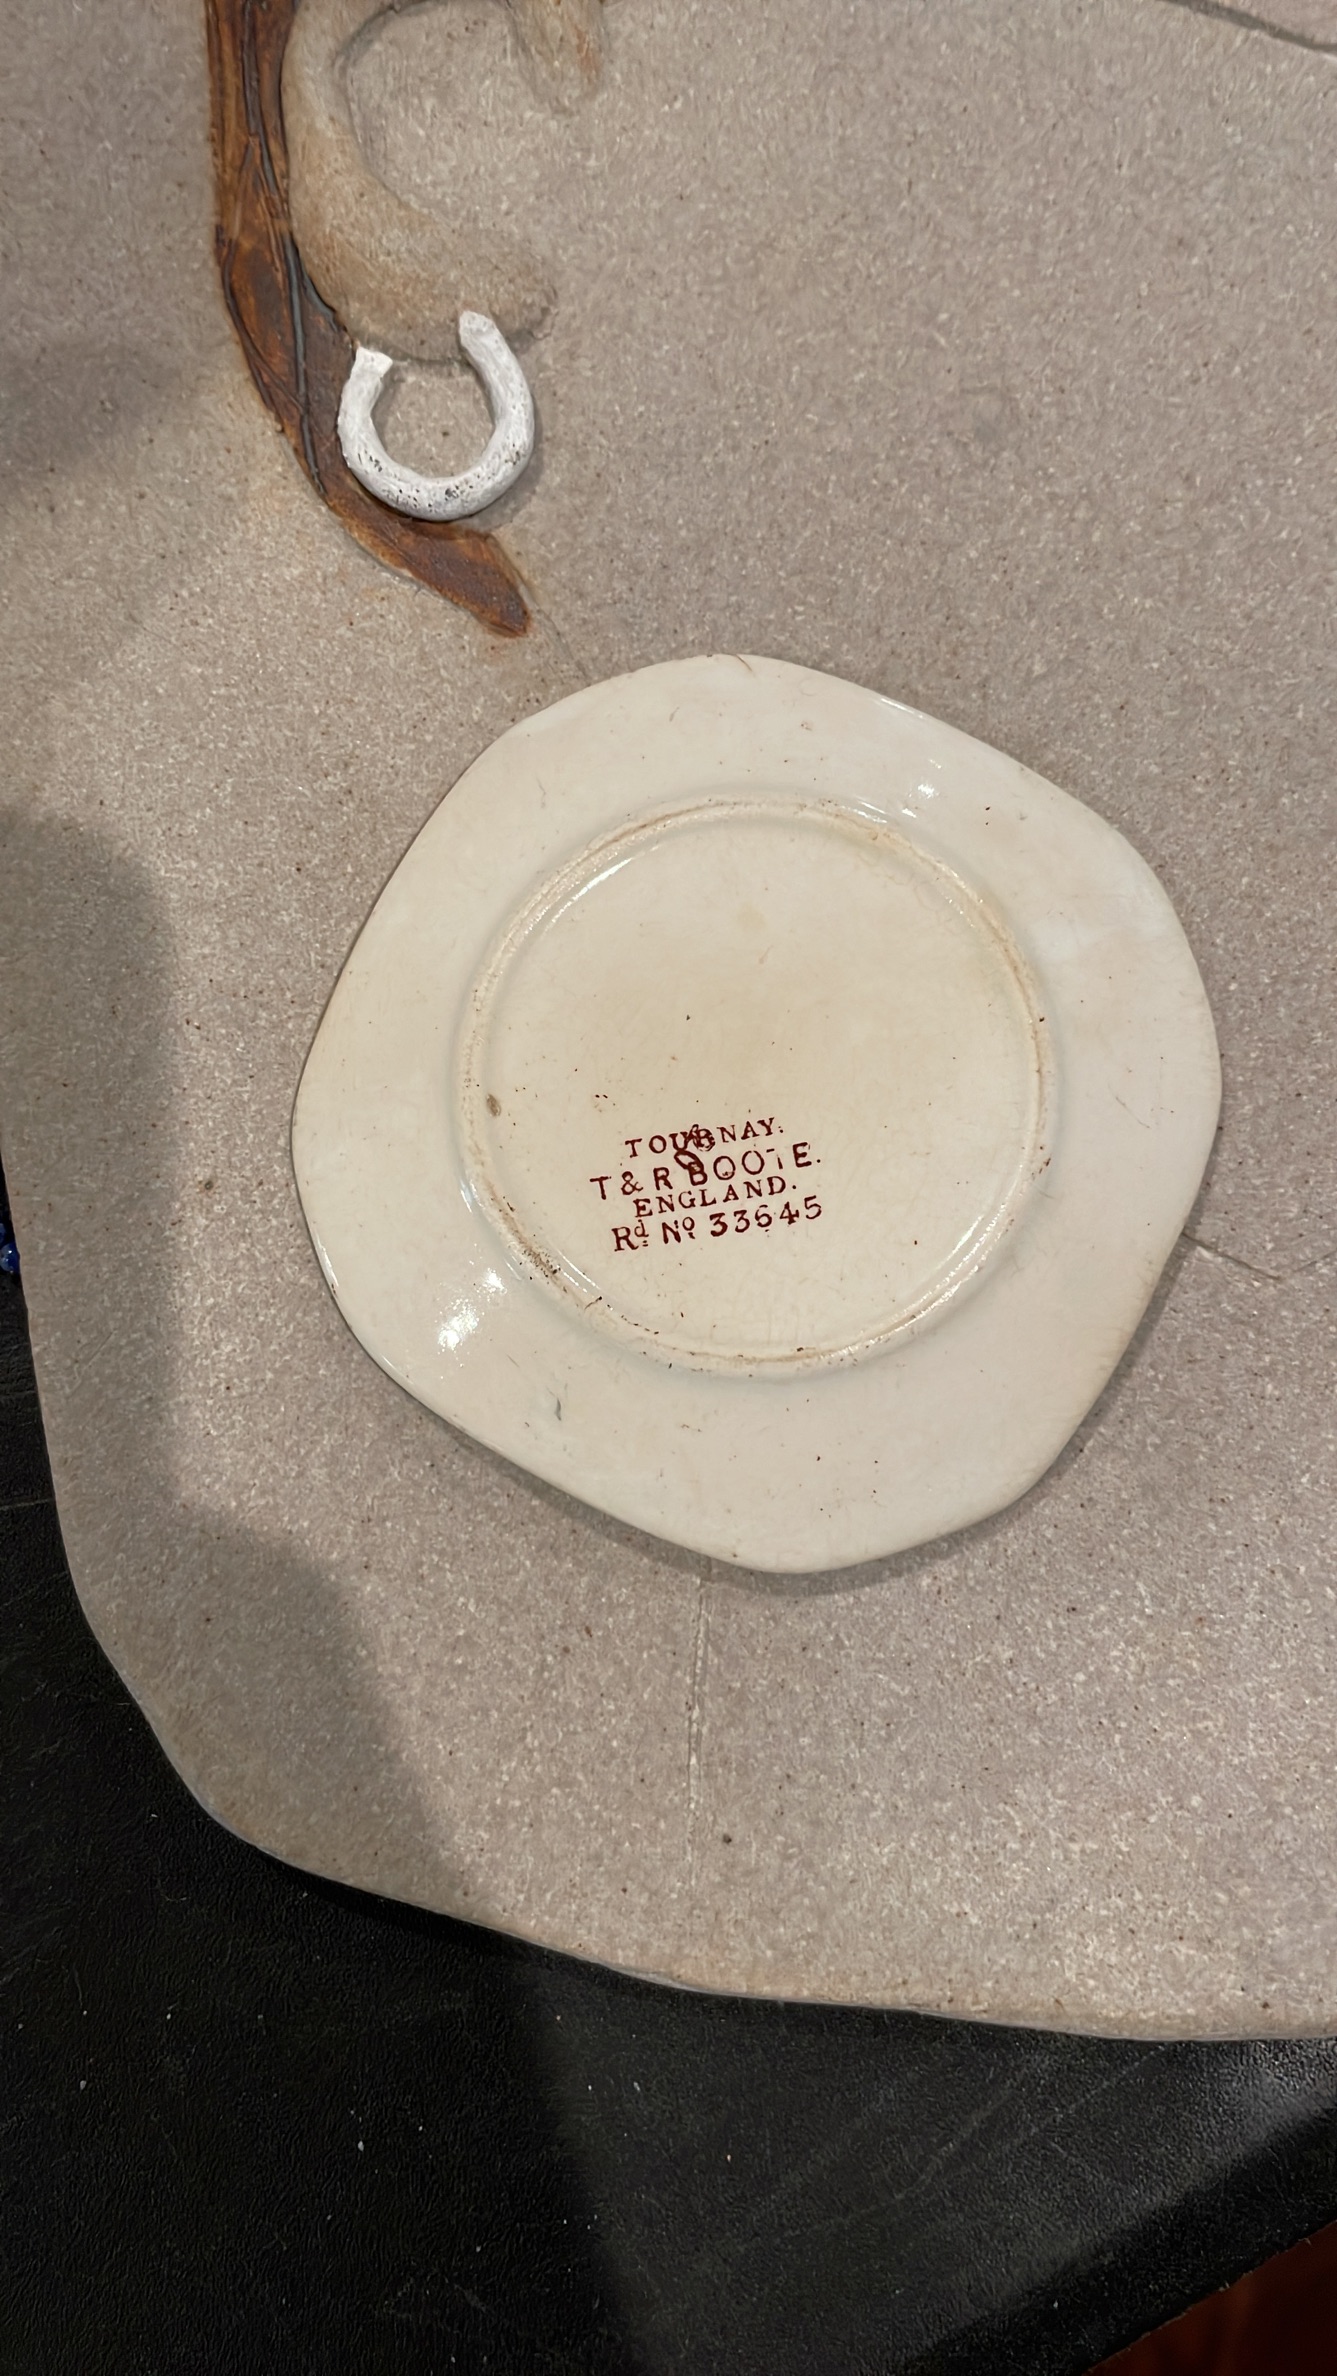 TOURNAY.
T & R BOOTE.
ENGLAND.
Rd. No. 33645